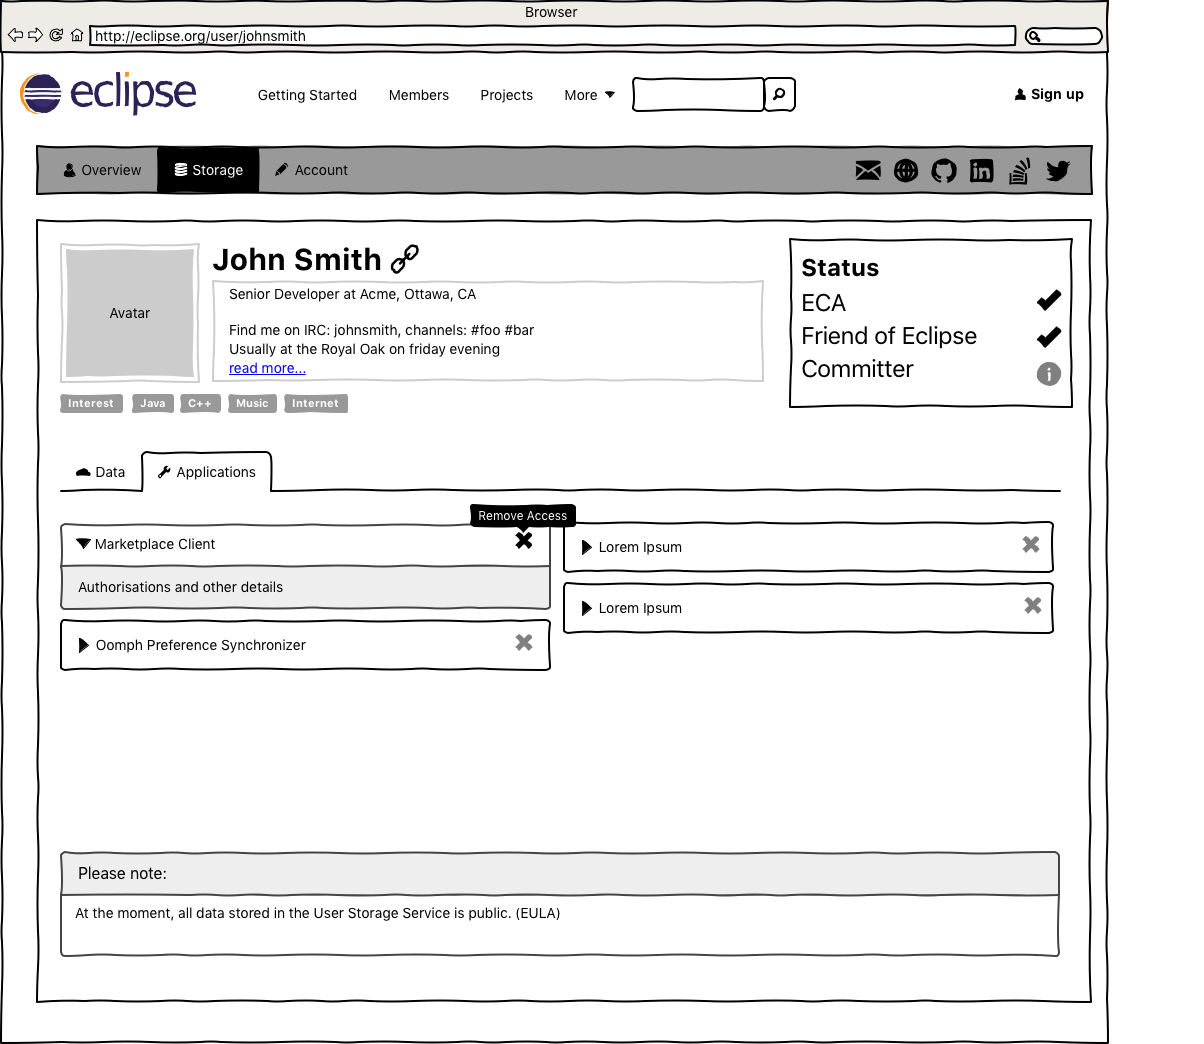 Browser
http://eclipse.org/user/johnsmith
eclipse
Getting Started Members Projects More
Sign up
Overview Storage Account
in
John Smith
Avatar
Senior Developer at Acme, Ottawa, CA
Find me on IRC: johnsmith, channels: #foo #bar
Usually at the Royal Oak on friday evening
read more...
Status
ECA
Friend of Eclipse
Committer
i
Interest Java C++ Music Internet
Data Applications
Remove Access
Marketplace Client
Authorisations and other details
Oomph Preference Synchronizer
Lorem Ipsum
Lorem Ipsum
Please note:
At the moment, all data stored in the User Storage Service is public. (EULA)